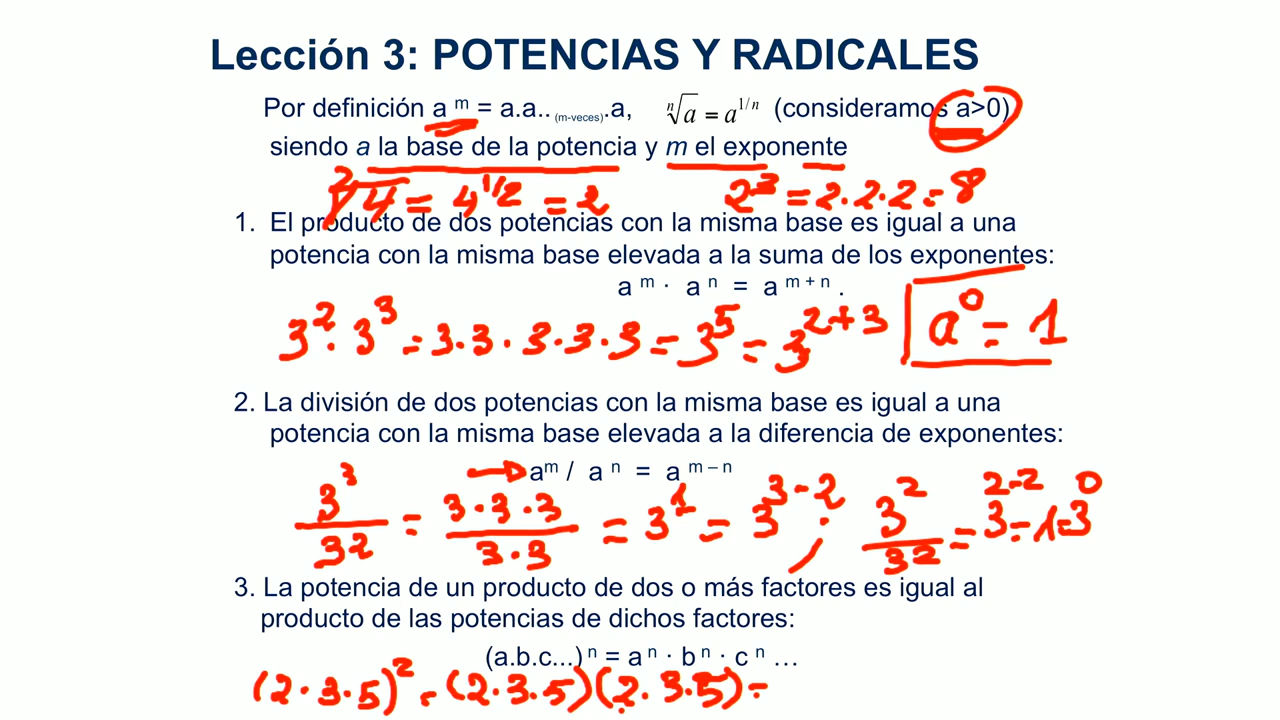 Lección 3: POTENCIAS Y RADICALES
Por definición a ᵐ = a.a.. (m-veces).a, ⁿ√a = a^1/n (consideramos a>0)
siendo a la base de la potencia y m el exponente
²√4 = 4^1/2 = 2 2³ = 2·2·2 = 8
1. El producto de dos potencias con la misma base es igual a una
potencia con la misma base elevada a la suma de los exponentes:
a ᵐ · a ⁿ = a ᵐ ⁺ ⁿ .
3² · 3³ = 3·3·3·3·3 = 3⁵ = 3²⁺³ a⁰ = 1
2. La división de dos potencias con la misma base es igual a una
potencia con la misma base elevada a la diferencia de exponentes:
→ aᵐ / a ⁿ = a ᵐ ⁻ ⁿ
3³/3² = 3·3·3/3·3 = 3¹ = 3³⁻² ; 3²/3² = 3²⁻² = 1 = 3⁰
3. La potencia de un producto de dos o más factores es igual al
producto de las potencias de dichos factores:
(a.b.c...) ⁿ = a ⁿ · b ⁿ · c ⁿ …
(2·3·5)² = (2·3·5)(2·3·5) =